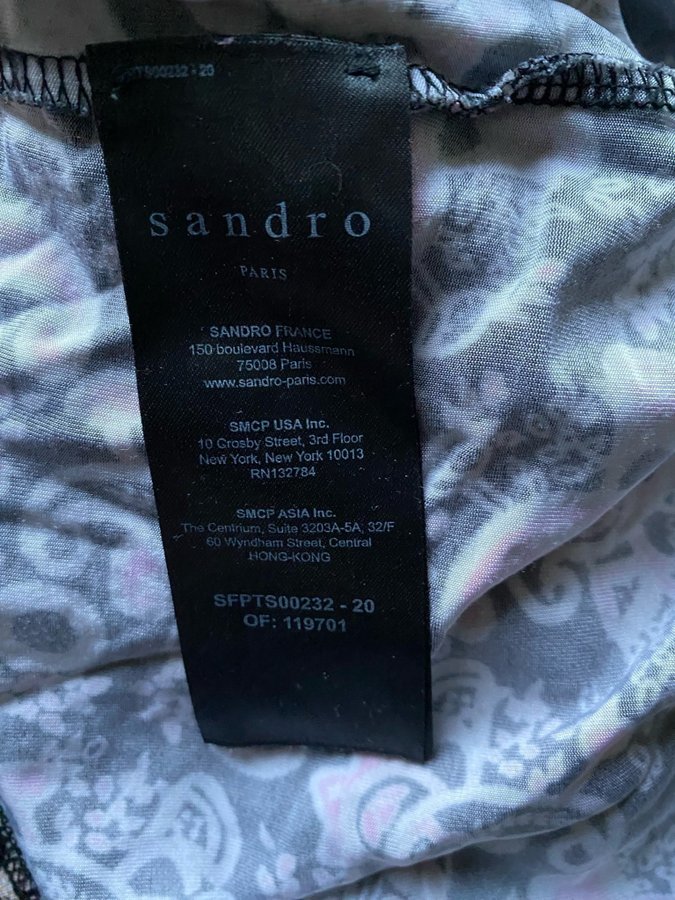 sandro
PARIS
SANDRO FRANCE
150 boulevard Haussmann
75008 Paris
www.sandro-paris.com
SMCP USA Inc.
10 Crosby Street, 3rd Floor
New York, New York 10013
RN132784
SMCP ASIA Inc.
The Centrium, Suite 3203A-5A, 32/F
60 Wyndham Street, Central
HONG-KONG
SFPTS00232 - 20
OF: 119701